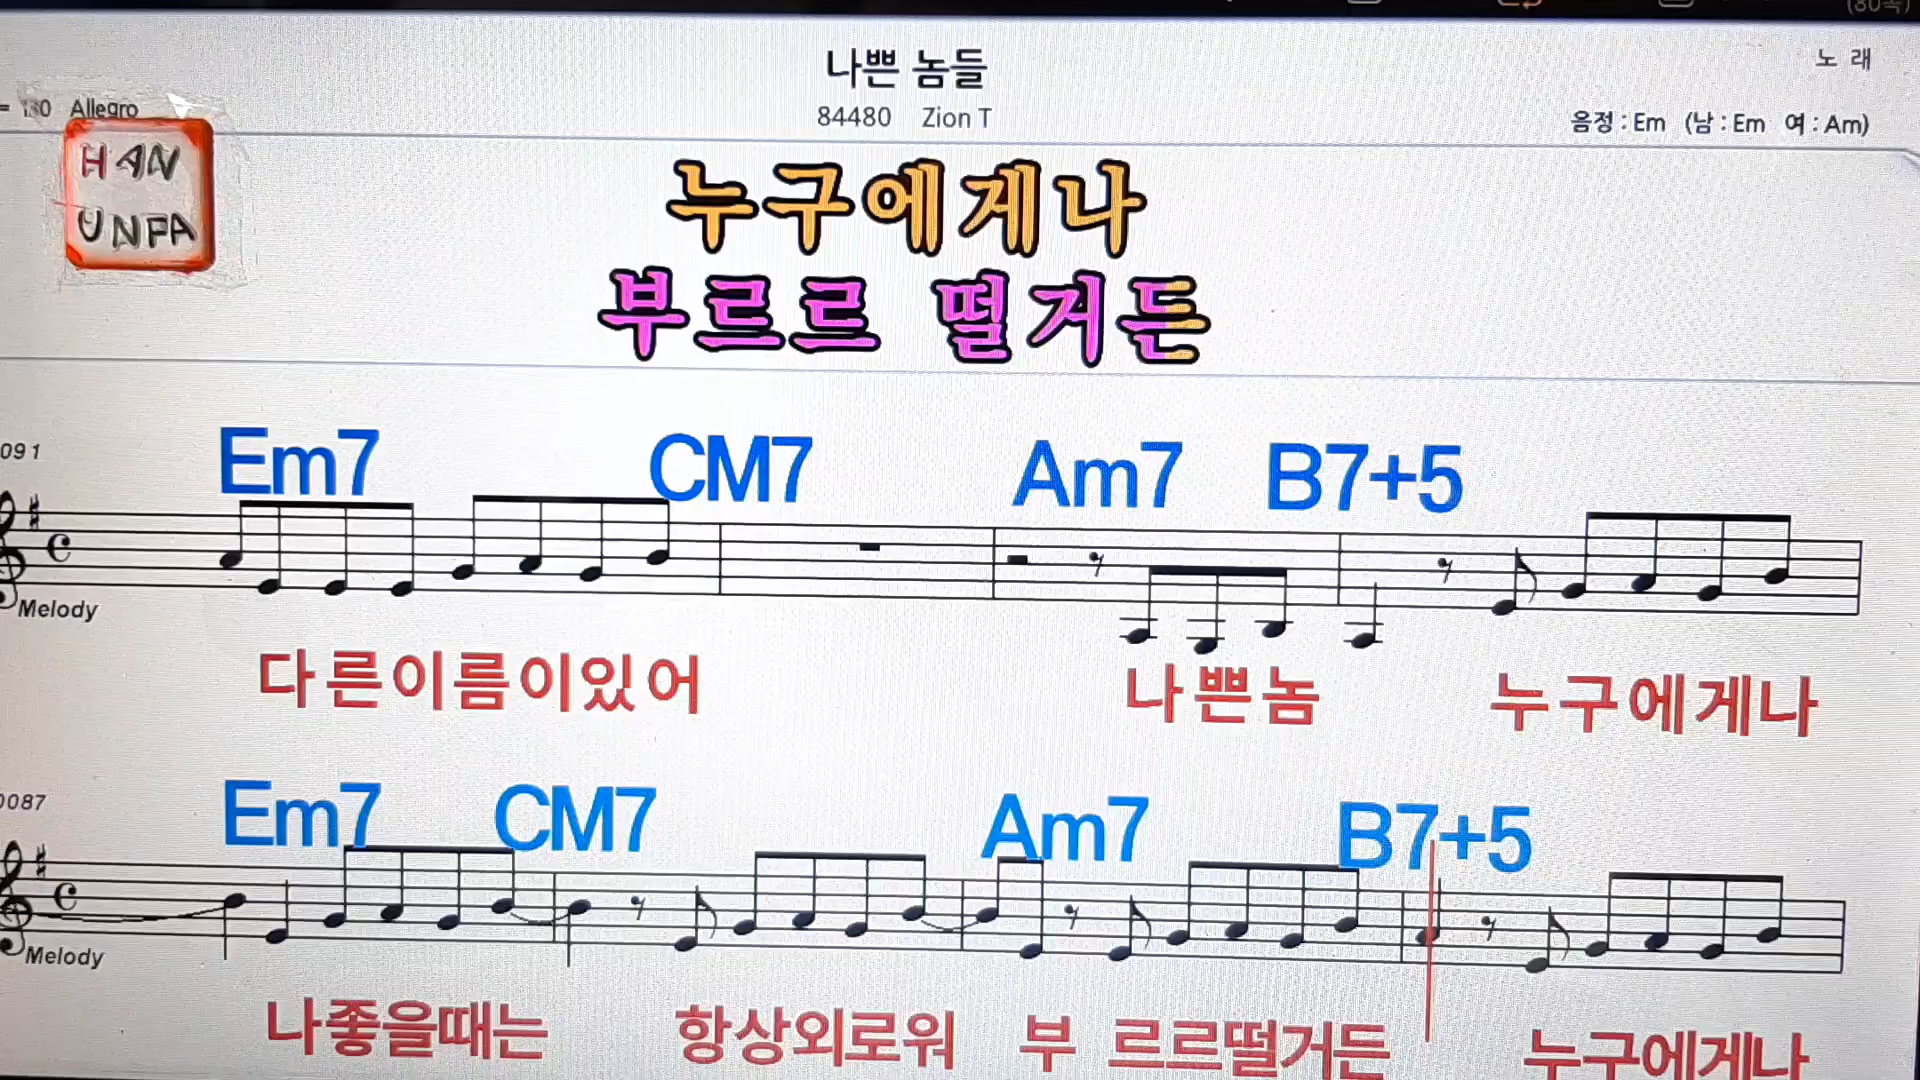 (80곡)
나쁜 놈들
노 래
= 130 Allegro
84480 Zion T
음정 : Em (남 : Em 여 : Am)
HAN
UNPA
누구에게나
부르르 떨거든
091
Em7 CM7 Am7 B7+5
Melody
다른이름이있어 나쁜놈 누구에게나
0087
Em7 CM7 Am7 B7+5
Melody
나좋을때는 항상외로워 부 르르떨거든 누구에게나